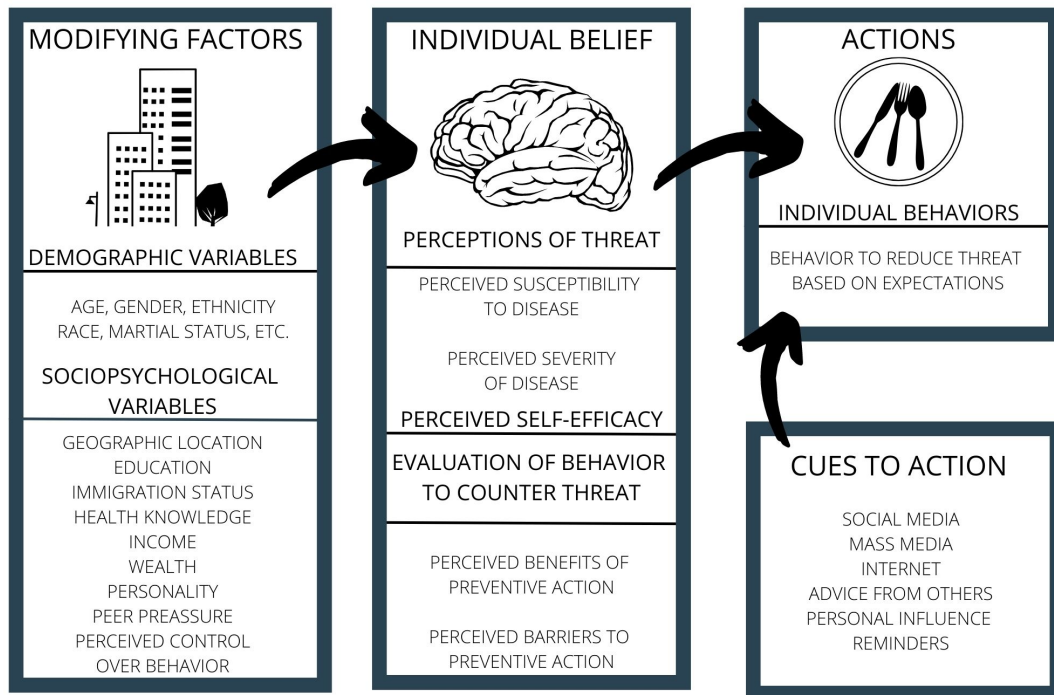 MODIFYING FACTORS
DEMOGRAPHIC VARIABLES
AGE, GENDER, ETHNICITY
RACE, MARTIAL STATUS, ETC.
SOCIOPSYCHOLOGICAL
VARIABLES
GEOGRAPHIC LOCATION
EDUCATION
IMMIGRATION STATUS
HEALTH KNOWLEDGE
INCOME
WEALTH
PERSONALITY
PEER PREASSURE
PERCEIVED CONTROL
OVER BEHAVIOR
INDIVIDUAL BELIEF
PERCEPTIONS OF THREAT
PERCEIVED SUSCEPTIBILITY
TO DISEASE
PERCEIVED SEVERITY
OF DISEASE
PERCEIVED SELF-EFFICACY
EVALUATION OF BEHAVIOR
TO COUNTER THREAT
PERCEIVED BENEFITS OF
PREVENTIVE ACTION
PERCEIVED BARRIERS TO
PREVENTIVE ACTION
ACTIONS
INDIVIDUAL BEHAVIORS
BEHAVIOR TO REDUCE THREAT
BASED ON EXPECTATIONS
CUES TO ACTION
SOCIAL MEDIA
MASS MEDIA
INTERNET
ADVICE FROM OTHERS
PERSONAL INFLUENCE
REMINDERS